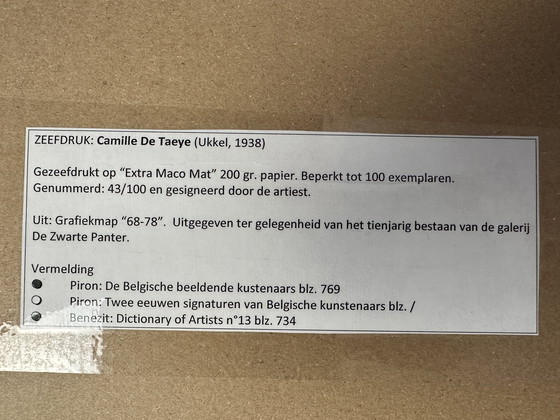 ZEEFDRUK: Camille De Taeye (Ukkel, 1938)
Gezeefdrukt op “Extra Maco Mat” 200 gr. papier. Beperkt tot 100 exemplaren.
Genummerd: 43/100 en gesigneerd door de artiest.
Uit: Grafiekmap “68-78”. Uitgegeven ter gelegenheid van het tienjarig bestaan van de galerij
De Zwarte Panter.
Vermelding
Piron: De Belgische beeldende kustenaars blz. 769
Piron: Twee eeuwen signaturen van Belgische kunstenaars blz. /
Benezit: Dictionary of Artists n°13 blz. 734